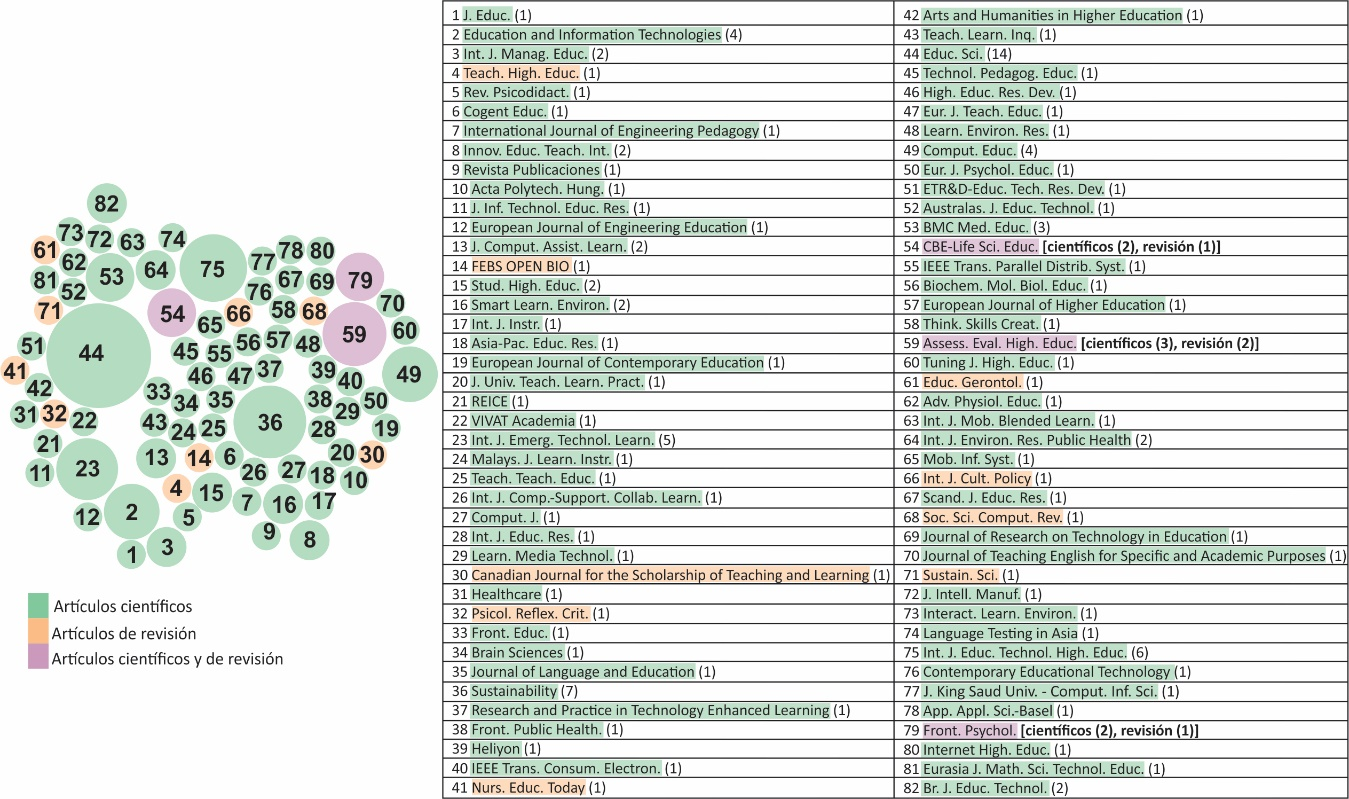 82
73
72
63
74
61
62
53
64
75
77
78
80
81
52
76
67
69
79
71
54
65
66
58
68
70
51
44
45
55
56
57
48
59
60
41
42
46
47
37
39
40
49
31
32
22
33
34
35
36
38
29
50
21
43
24
25
28
19
11
23
13
14
6
26
27
18
20
30
10
12
2
4
15
7
16
17
5
1
3
9
8
Artículos científicos
Artículos de revisión
Artículos científicos y de revisión
1 J. Educ. (1)
2 Education and Information Technologies (4)
3 Int. J. Manag. Educ. (2)
4 Teach. High. Educ. (1)
5 Rev. Psicodidact. (1)
6 Cogent Educ. (1)
7 International Journal of Engineering Pedagogy (1)
8 Innov. Educ. Teach. Int. (2)
9 Revista Publicaciones (1)
10 Acta Polytech. Hung. (1)
11 J. Inf. Technol. Educ. Res. (1)
12 European Journal of Engineering Education (1)
13 J. Comput. Assist. Learn. (2)
14 FEBS OPEN BIO (1)
15 Stud. High. Educ. (2)
16 Smart Learn. Environ. (2)
17 Int. J. Instr. (1)
18 Asia-Pac. Educ. Res. (1)
19 European Journal of Contemporary Education (1)
20 J. Univ. Teach. Learn. Pract. (1)
21 REICE (1)
22 VIVAT Academia (1)
23 Int. J. Emerg. Technol. Learn. (5)
24 Malays. J. Learn. Instr. (1)
25 Teach. Teach. Educ. (1)
26 Int. J. Comp.-Support. Collab. Learn. (1)
27 Comput. J. (1)
28 Int. J. Educ. Res. (1)
29 Learn. Media Technol. (1)
30 Canadian Journal for the Scholarship of Teaching and Learning (1)
31 Healthcare (1)
32 Psicol. Reflex. Crit. (1)
33 Front. Educ. (1)
34 Brain Sciences (1)
35 Journal of Language and Education (1)
36 Sustainability (7)
37 Research and Practice in Technology Enhanced Learning (1)
38 Front. Public Health. (1)
39 Heliyon (1)
40 IEEE Trans. Consum. Electron. (1)
41 Nurs. Educ. Today (1)
42 Arts and Humanities in Higher Education (1)
43 Teach. Learn. Inq. (1)
44 Educ. Sci. (14)
45 Technol. Pedagog. Educ. (1)
46 High. Educ. Res. Dev. (1)
47 Eur. J. Teach. Educ. (1)
48 Learn. Environ. Res. (1)
49 Comput. Educ. (4)
50 Eur. J. Psychol. Educ. (1)
51 ETR&D-Educ. Tech. Res. Dev. (1)
52 Australas. J. Educ. Technol. (1)
53 BMC Med. Educ. (3)
54 CBE-Life Sci. Educ. [científicos (2), revisión (1)]
55 IEEE Trans. Parallel Distrib. Syst. (1)
56 Biochem. Mol. Biol. Educ. (1)
57 European Journal of Higher Education (1)
58 Think. Skills Creat. (1)
59 Assess. Eval. High. Educ. [científicos (3), revisión (2)]
60 Tuning J. High. Educ. (1)
61 Educ. Gerontol. (1)
62 Adv. Physiol. Educ. (1)
63 Int. J. Mob. Blended Learn. (1)
64 Int. J. Environ. Res. Public Health (2)
65 Mob. Inf. Syst. (1)
66 Int. J. Cult. Policy (1)
67 Scand. J. Educ. Res. (1)
68 Soc. Sci. Comput. Rev. (1)
69 Journal of Research on Technology in Education (1)
70 Journal of Teaching English for Specific and Academic Purposes (1)
71 Sustain. Sci. (1)
72 J. Intell. Manuf. (1)
73 Interact. Learn. Environ. (1)
74 Language Testing in Asia (1)
75 Int. J. Educ. Technol. High. Educ. (6)
76 Contemporary Educational Technology (1)
77 J. King Saud Univ. - Comput. Inf. Sci. (1)
78 App. Appl. Sci.-Basel (1)
79 Front. Psychol. [científicos (2), revisión (1)]
80 Internet High. Educ. (1)
81 Eurasia J. Math. Sci. Technol. Educ. (1)
82 Br. J. Educ. Technol. (2)